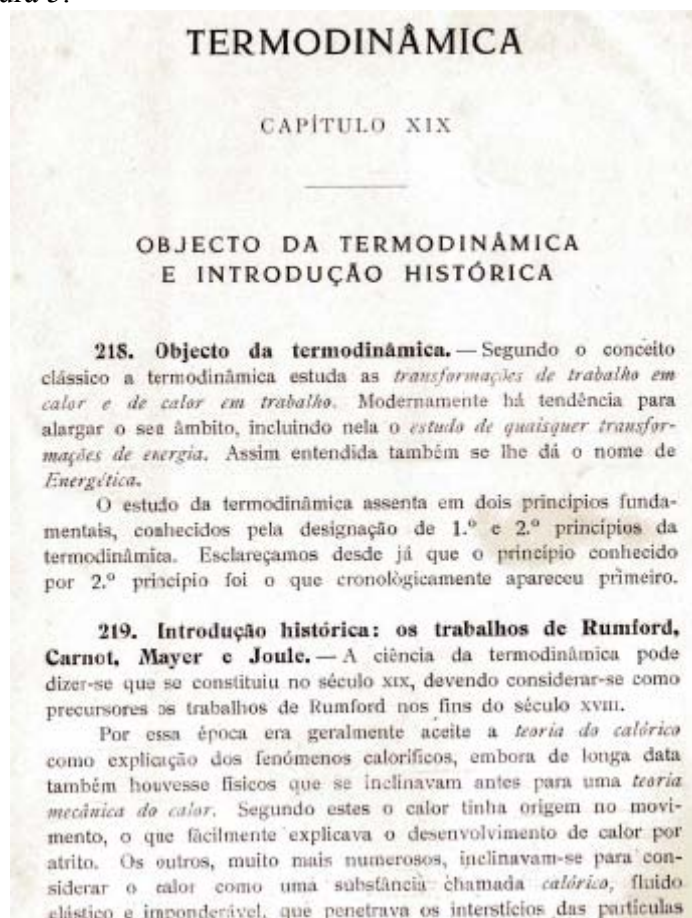 ura 5.
TERMODINÂMICA
CAPÍTULO XIX
OBJECTO DA TERMODINÂMICA
E INTRODUÇÃO HISTÓRICA
218. Objecto da termodinâmica. — Segundo o conceito
clássico a termodinâmica estuda as transformações de trabalho em
calor e de calor em trabalho. Modernamente há tendência para
alargar o seu âmbito, incluindo nela o estudo de quaisquer transfor-
mações de energia. Assim entendida também se lhe dá o nome de
Energética.
O estudo da termodinâmica assenta em dois princípios funda-
mentais, conhecidos pela designação de 1.º e 2.º princípios da
termodinâmica. Esclareçamos desde já que o princípio conhecido
por 2.º princípio foi o que cronològicamente apareceu primeiro.
219. Introdução histórica: os trabalhos de Rumford,
Carnot, Mayer e Joule. — A ciência da termodinâmica pode
dizer-se que se constituiu no século XIX, devendo considerar-se como
precursores os trabalhos de Rumford nos fins do século XVIII.
Por essa época era geralmente aceite a teoria do calórico
como explicação dos fenómenos caloríficos, embora de longa data
também houvesse físicos que se inclinavam antes para uma teoria
mecânica do calor. Segundo estes o calor tinha origem no movi-
mento, o que fàcilmente explicava o desenvolvimento de calor por
atrito. Os outros, muito mais numerosos, inclinavam-se para con-
siderar o calor como uma substância chamada calórico, fluido
elástico e imponderável, que penetrava os interstícios das partículas